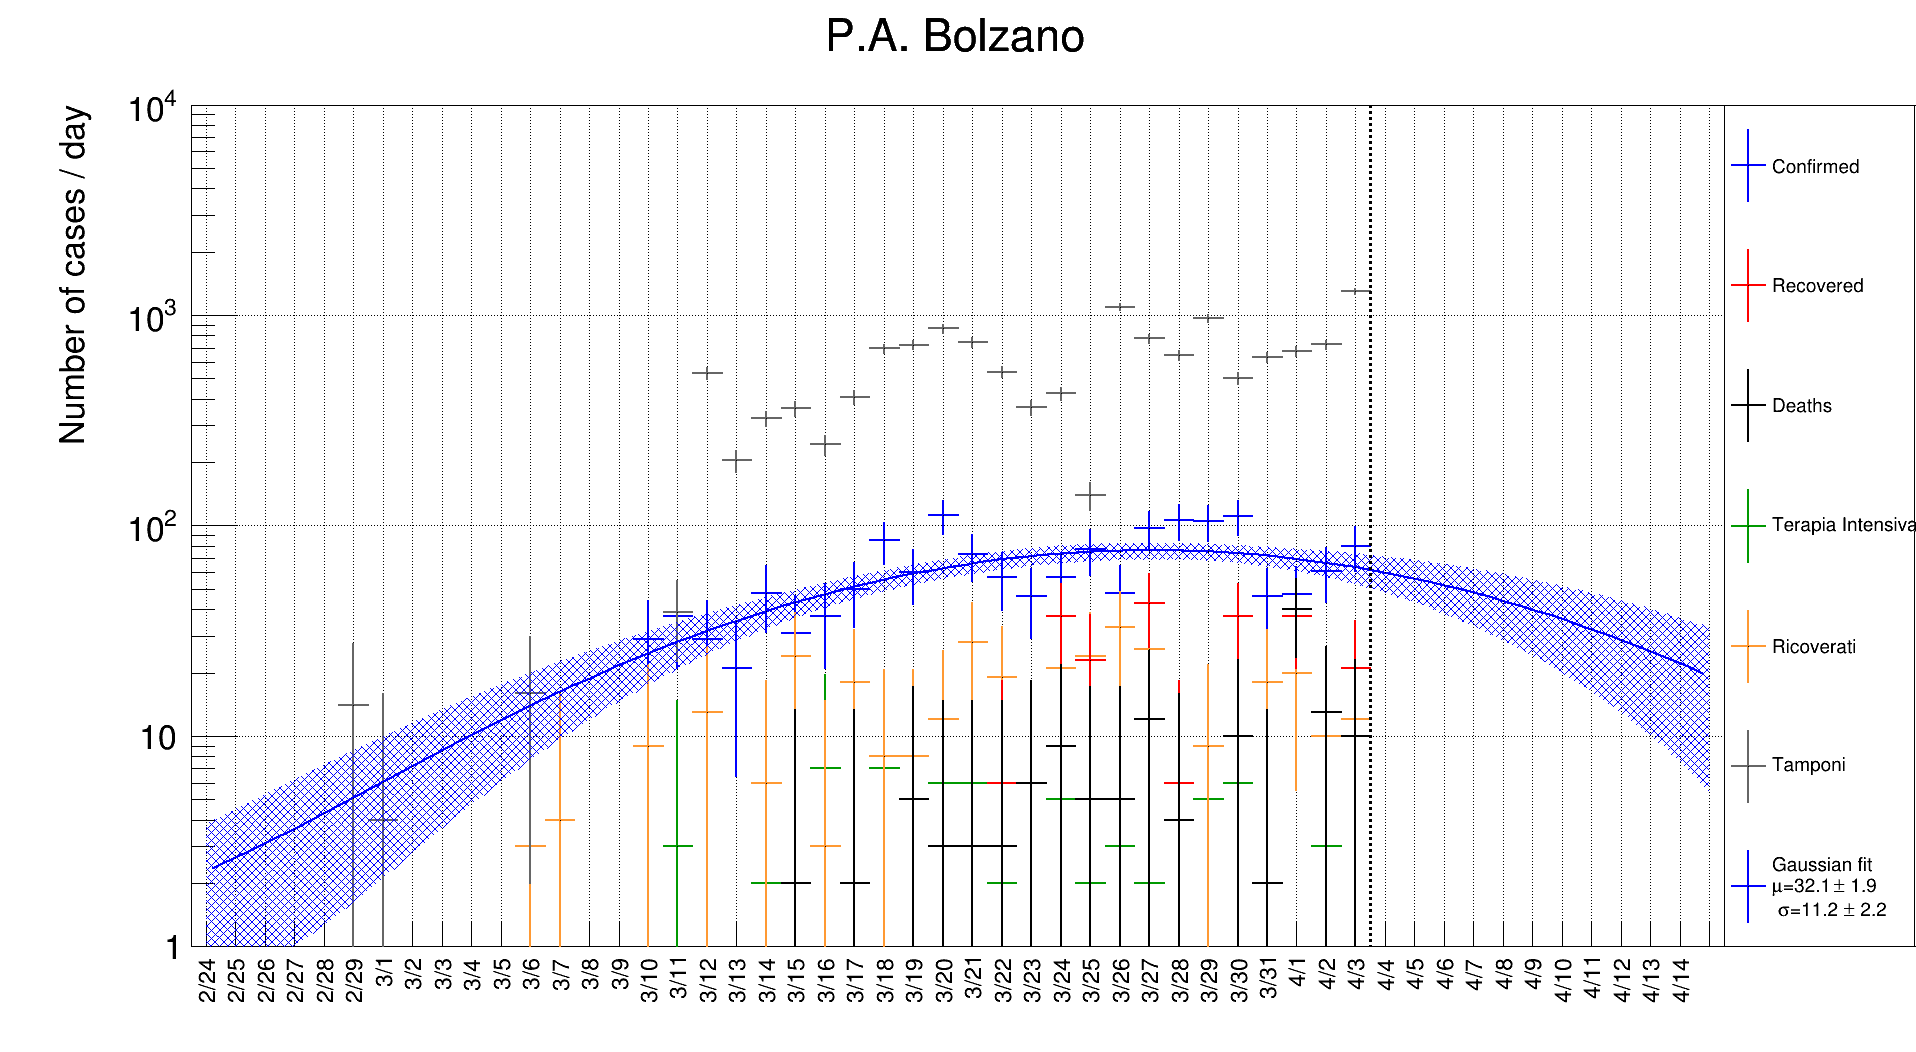 P.A. Bolzano
Number of cases / day
10⁴
10³
10²
10
1
2/24 2/25 2/26 2/27 2/28 2/29 3/1 3/2 3/3 3/4 3/5 3/6 3/7 3/8 3/9 3/10 3/11 3/12 3/13 3/14 3/15 3/16 3/17 3/18 3/19 3/20 3/21 3/22 3/23 3/24 3/25 3/26 3/27 3/28 3/29 3/30 3/31 4/1 4/2 4/3 4/4 4/5 4/6 4/7 4/8 4/9 4/10 4/11 4/12 4/13 4/14
Confirmed
Recovered
Deaths
Terapia Intensiva
Ricoverati
Tamponi
Gaussian fit
μ=32.1 ± 1.9
σ=11.2 ± 2.2